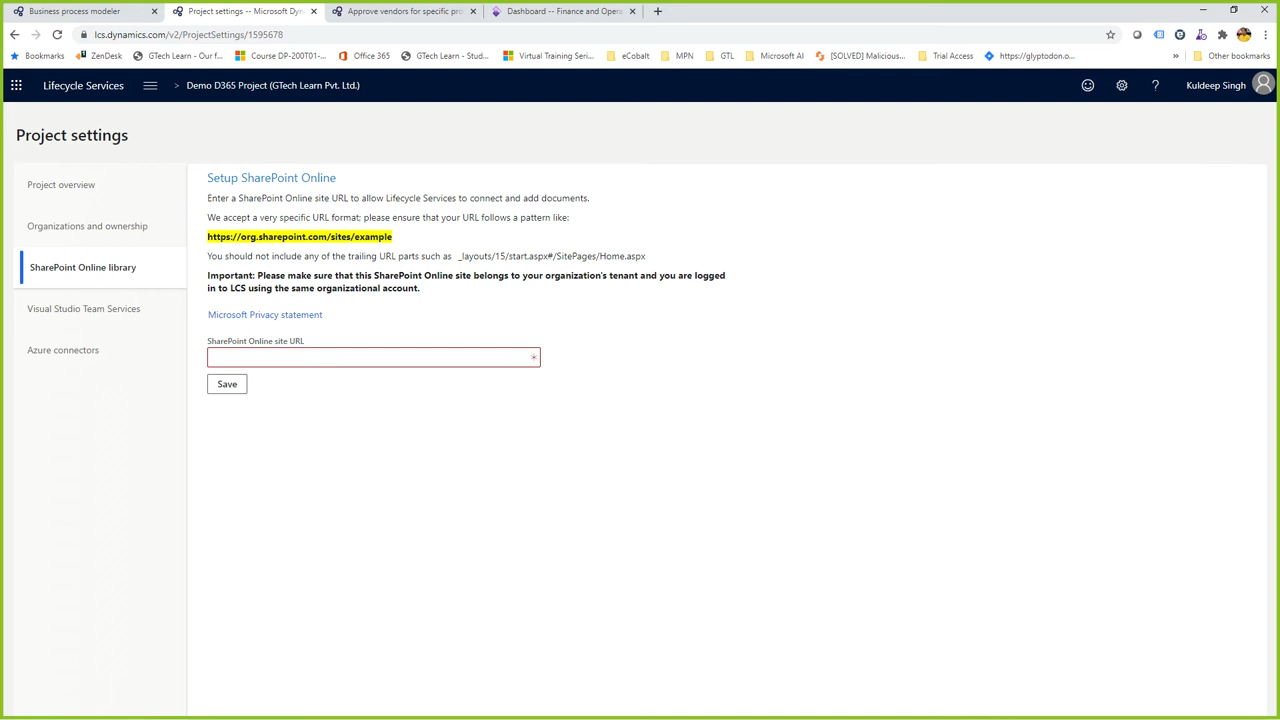 Business process modeler
Project settings -- Microsoft Dyn
Approve vendors for specific pro
Dashboard -- Finance and Opera
lcs.dynamics.com/v2/ProjectSettings/1595678
Bookmarks
ZenDesk
GTech Learn - Our f...
Course DP-200T01-...
Office 365
GTech Learn - Stud...
Virtual Training Seri...
eCobalt
MPN
GTL
Microsoft AI
[SOLVED] Malicious...
Trial Access
https://glyptodon.o...
»
Other bookmarks
Lifecycle Services
> Demo D365 Project (GTech Learn Pvt. Ltd.)
?
Kuldeep Singh
Project settings
Project overview
Organizations and ownership
SharePoint Online library
Visual Studio Team Services
Azure connectors
Setup SharePoint Online
Enter a SharePoint Online site URL to allow Lifecycle Services to connect and add documents.
We accept a very specific URL format: please ensure that your URL follows a pattern like:
https://org.sharepoint.com/sites/example
You should not include any of the trailing URL parts such as _layouts/15/start.aspx#/SitePages/Home.aspx
Important: Please make sure that this SharePoint Online site belongs to your organization's tenant and you are logged
in to LCS using the same organizational account.
Microsoft Privacy statement
SharePoint Online site URL
*
Save